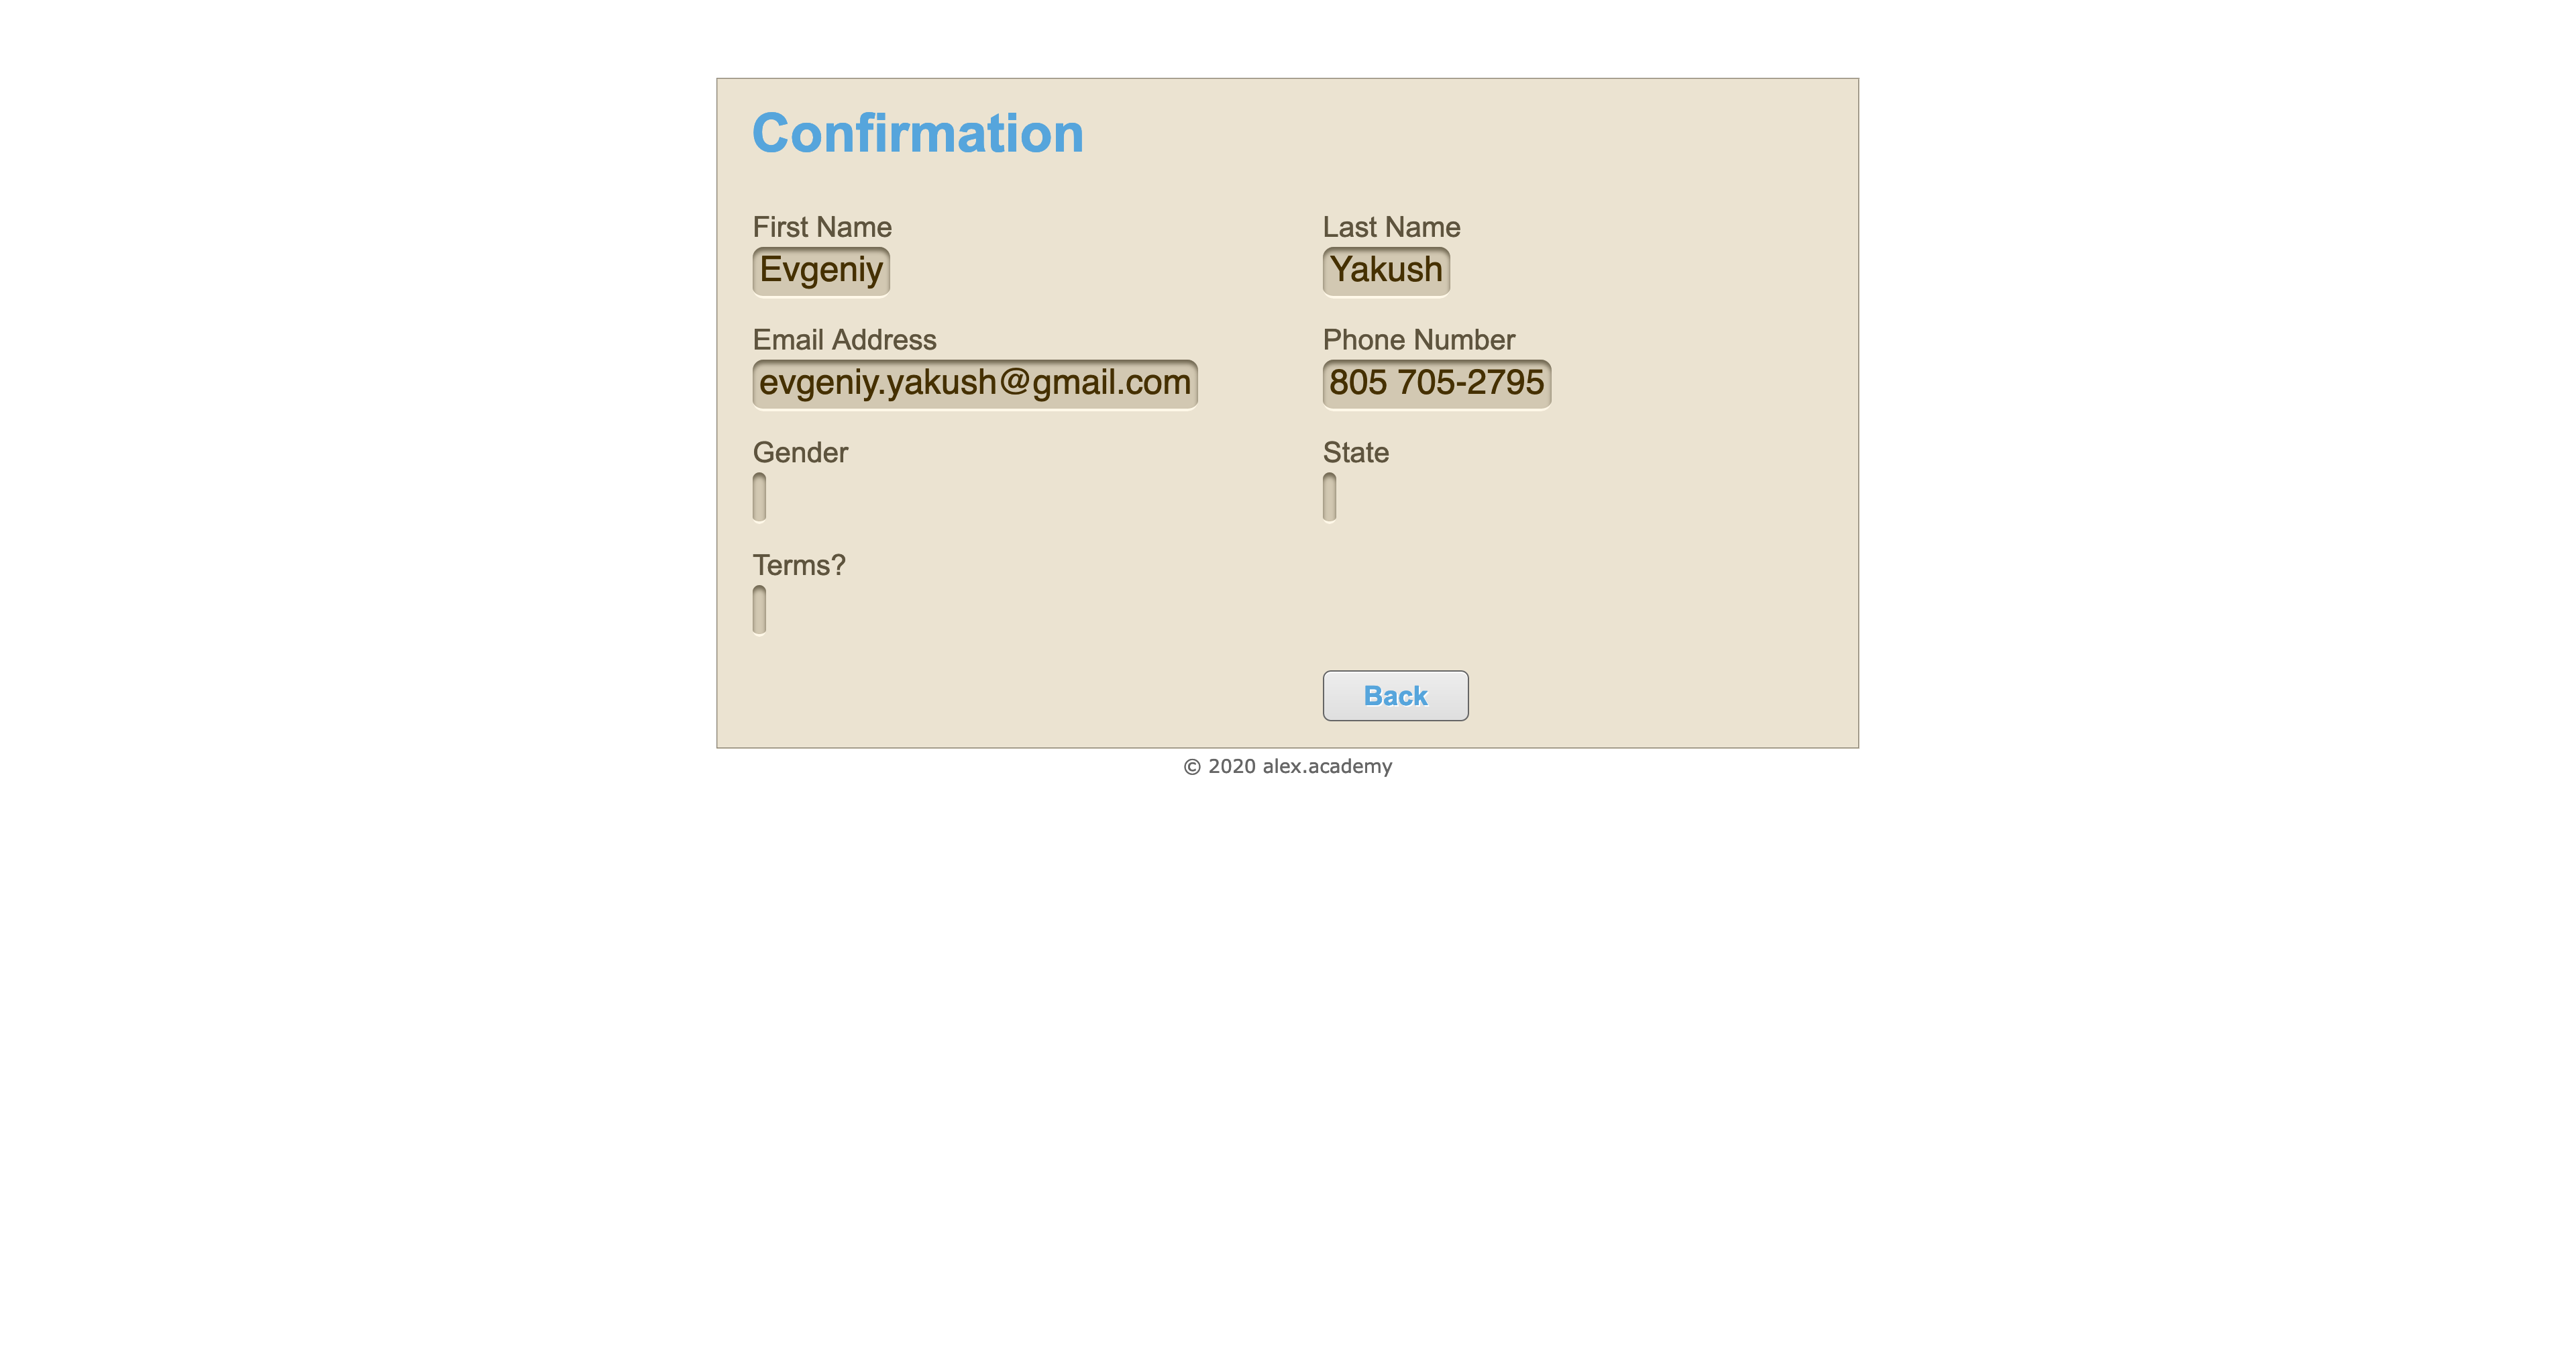 Confirmation
First Name
Last Name
Evgeniy
Yakush
Email Address
Phone Number
evgeniy.yakush@gmail.com
805 705-2795
Gender
State
Terms?
Back
© 2020 alex.academy